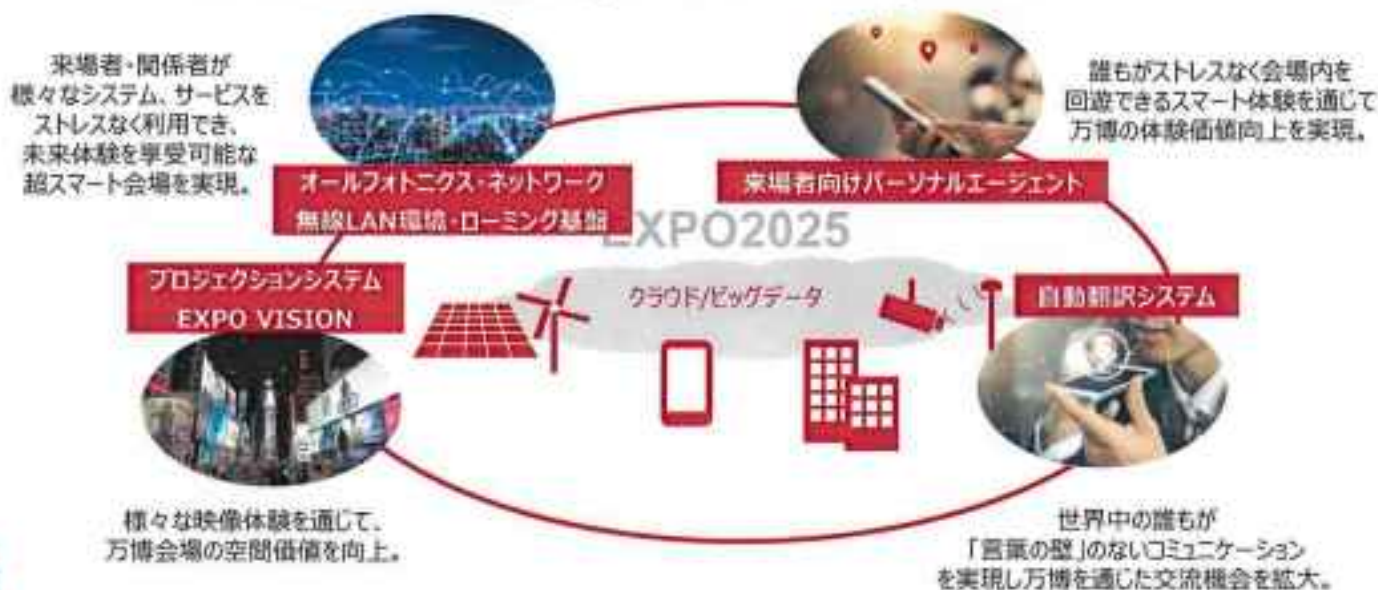 来場者・関係者が
様々なシステム、サービスを
ストレスなく利用でき、
未来体験を享受可能な
超スマート会場を実現。
オールフォトニクス・ネットワーク
無線LAN環境・ローミング基盤
来場者向けパーソナルエージェント
誰もがストレスなく会場内を
回遊できるスマート体験を通じて
万博の体験価値向上を実現。
EXPO2025
クラウド/ビッグデータ
プロジェクションシステム
EXPO VISION
自動翻訳システム
様々な映像体験を通じて、
万博会場の空間価値を向上。
世界中の誰もが
「言葉の壁」のないコミュニケーション
を実現し万博を通じた交流機会を拡大。